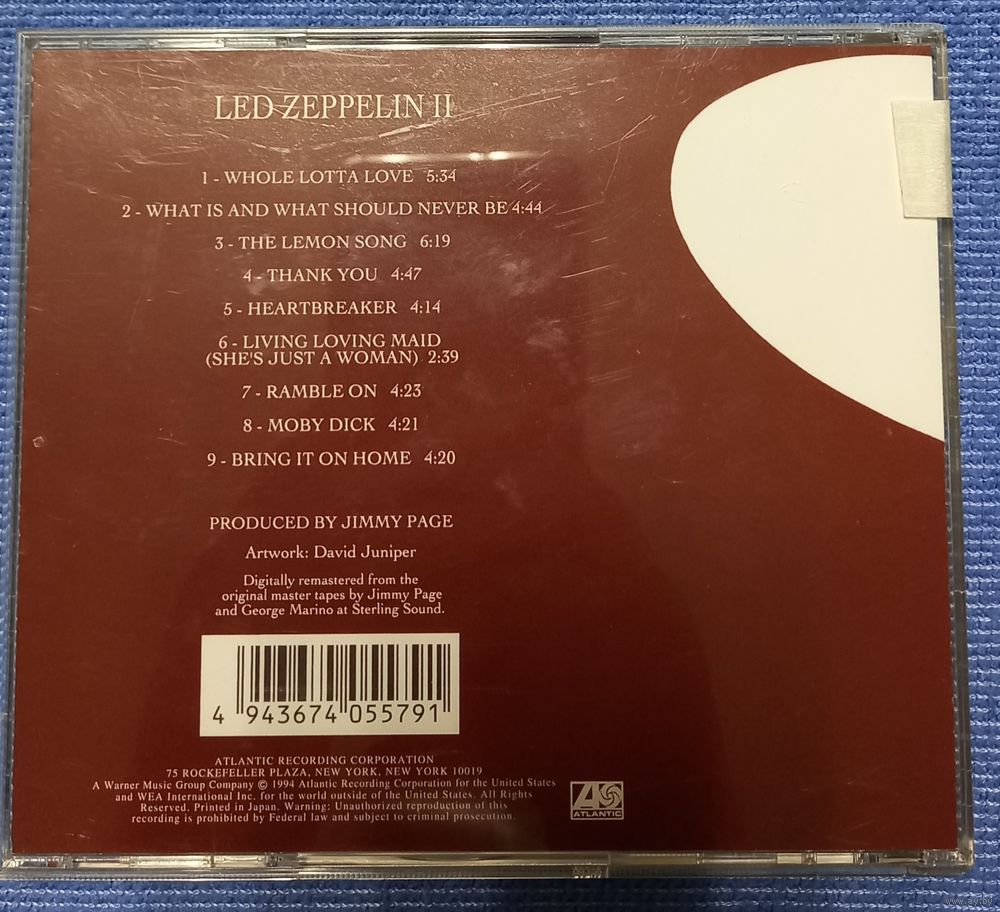 LED ZEPPELIN II
1 - WHOLE LOTTA LOVE 5:34
2 - WHAT IS AND WHAT SHOULD NEVER BE 4:44
3 - THE LEMON SONG 6:19
4 - THANK YOU 4:47
5 - HEARTBREAKER 4:14
6 - LIVING LOVING MAID
(SHE'S JUST A WOMAN) 2:39
7 - RAMBLE ON 4:23
8 - MOBY DICK 4:21
9 - BRING IT ON HOME 4:20
PRODUCED BY JIMMY PAGE
Artwork: David Juniper
Digitally remastered from the
original master tapes by Jimmy Page
and George Marino at Sterling Sound.
4 943674 055791
ATLANTIC RECORDING CORPORATION
75 ROCKEFELLER PLAZA, NEW YORK, NEW YORK 10019
A Warner Music Group Company © 1994 Atlantic Recording Corporation for the United States
and WEA International Inc. for the world outside of the United States. All Rights
Reserved. Printed in Japan. Warning: Unauthorized reproduction of this
recording is prohibited by Federal law and subject to criminal prosecution.
ATLANTIC
www.ay.by